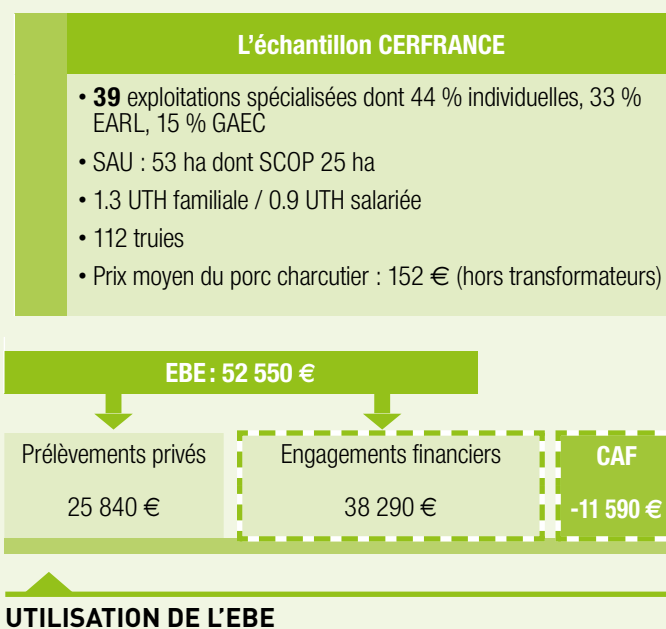 L'échantillon CERFRANCE
• 39 exploitations spécialisées dont 44 % individuelles, 33 %
EARL, 15 % GAEC
• SAU : 53 ha dont SCOP 25 ha
• 1.3 UTH familiale / 0.9 UTH salariée
• 112 truies
• Prix moyen du porc charcutier : 152 € (hors transformateurs)
EBE : 52 550 €
Prélèvements privés
25 840 €
Engagements financiers
38 290 €
CAF
-11 590 €
UTILISATION DE L'EBE